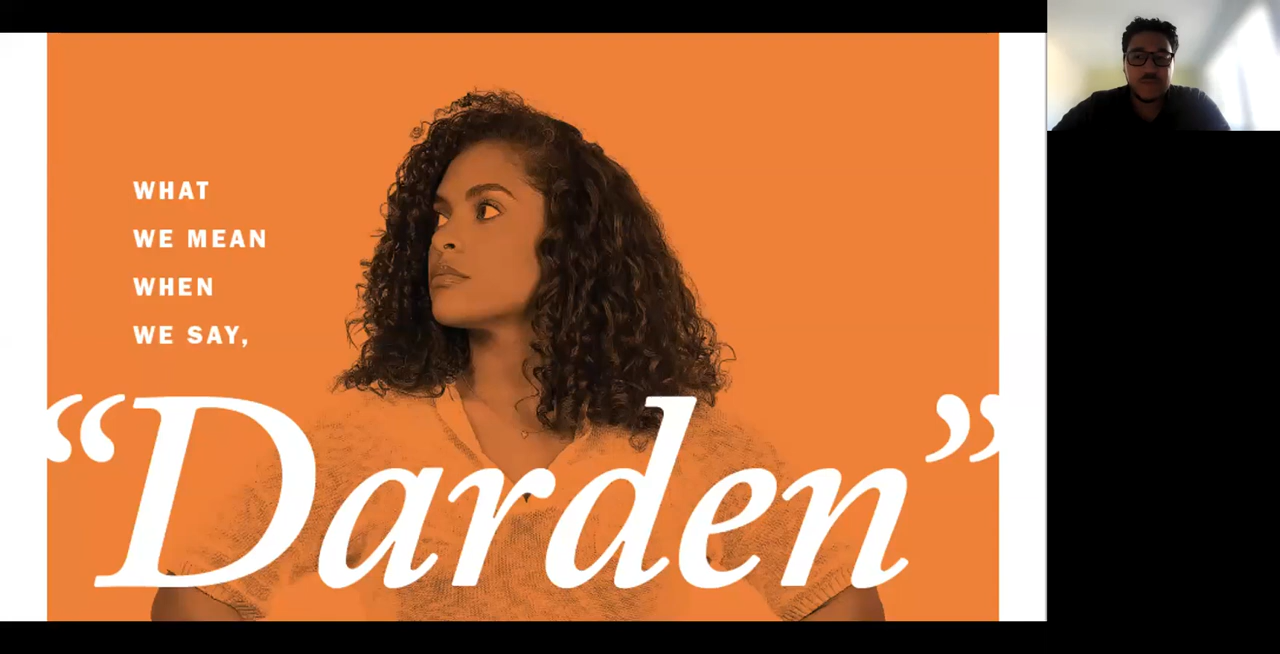 WHAT
WE MEAN
WHEN
WE SAY,
“Darden”